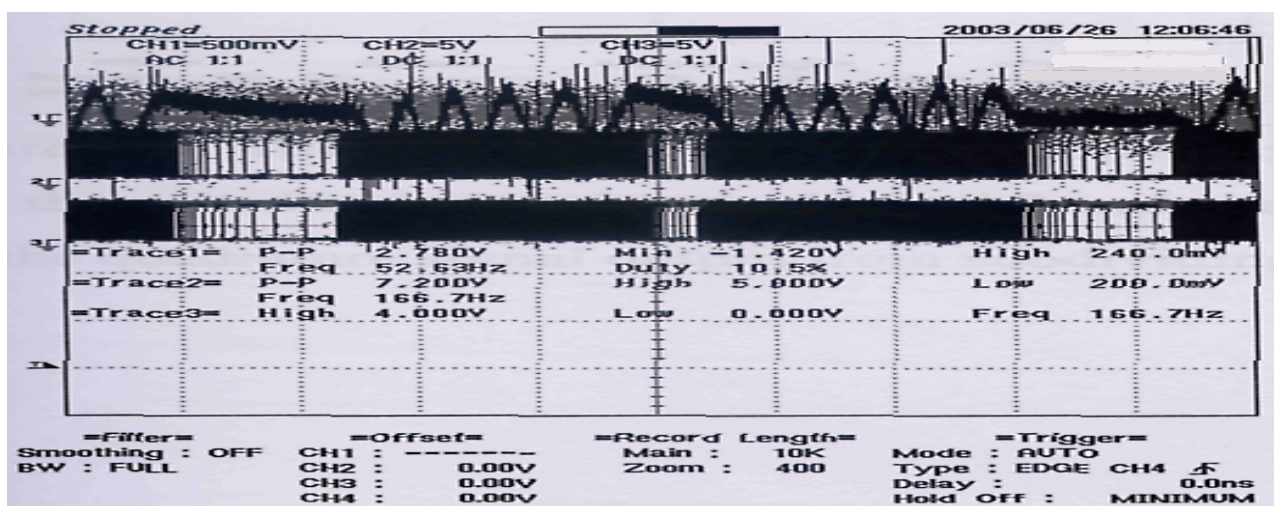 Stopped 2003/06/26 12:06:46
CH1=500mV CH2=5V CH3=5V
AC 1:1 DC 1:1 DC 1:1
=Trace1= P-P 2.780V Min -1.420V High 240.0mV
Freq 52.63Hz Duty 10.5%
=Trace2= P-P 7.200V High 5.000V Low 200.0mV
Freq 166.7Hz
=Trace3= High 4.000V Low 0.000V Freq 166.7Hz
=Filter= =Offset= =Record Length= =Trigger=
Smoothing : OFF CH1 : ------- Main : 10K Mode : AUTO
BW : FULL CH2 : 0.00V Zoom : 400 Type : EDGE CH4
CH3 : 0.00V Delay : 0.0ns
CH4 : 0.00V Hold Off : MINIMUM